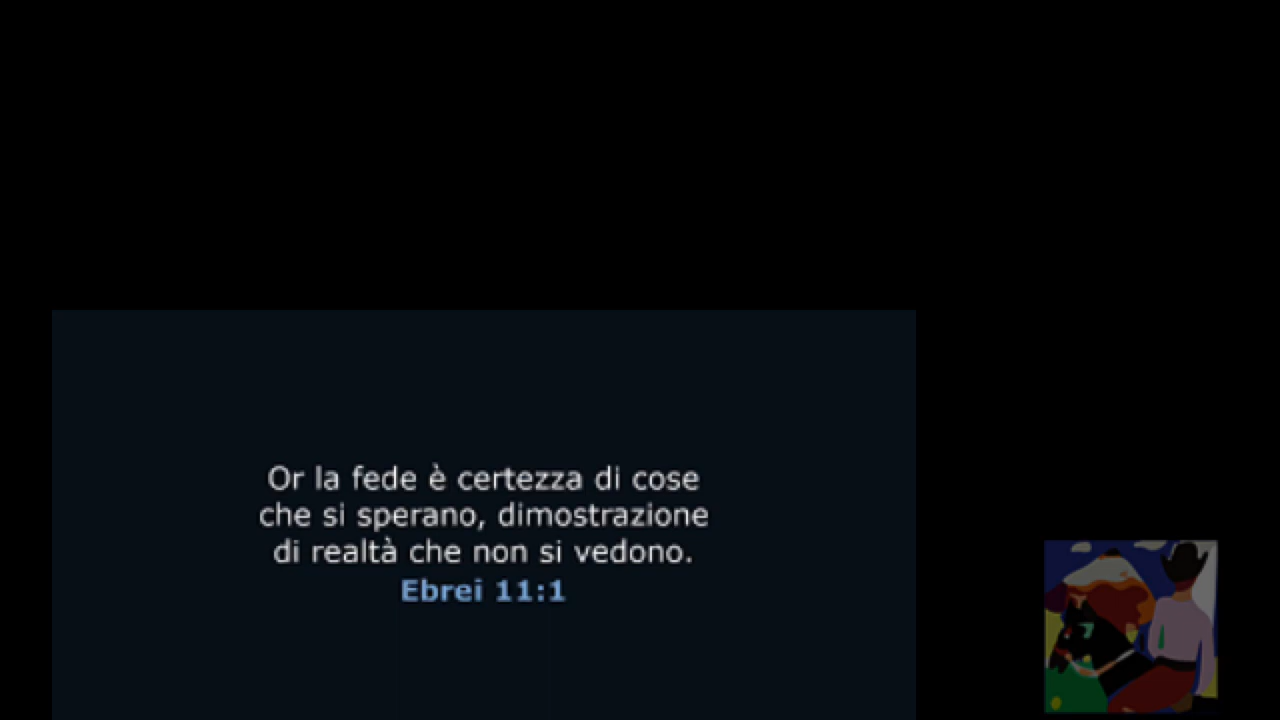 Or la fede è certezza di cose
che si sperano, dimostrazione
di realtà che non si vedono.
Ebrei 11:1